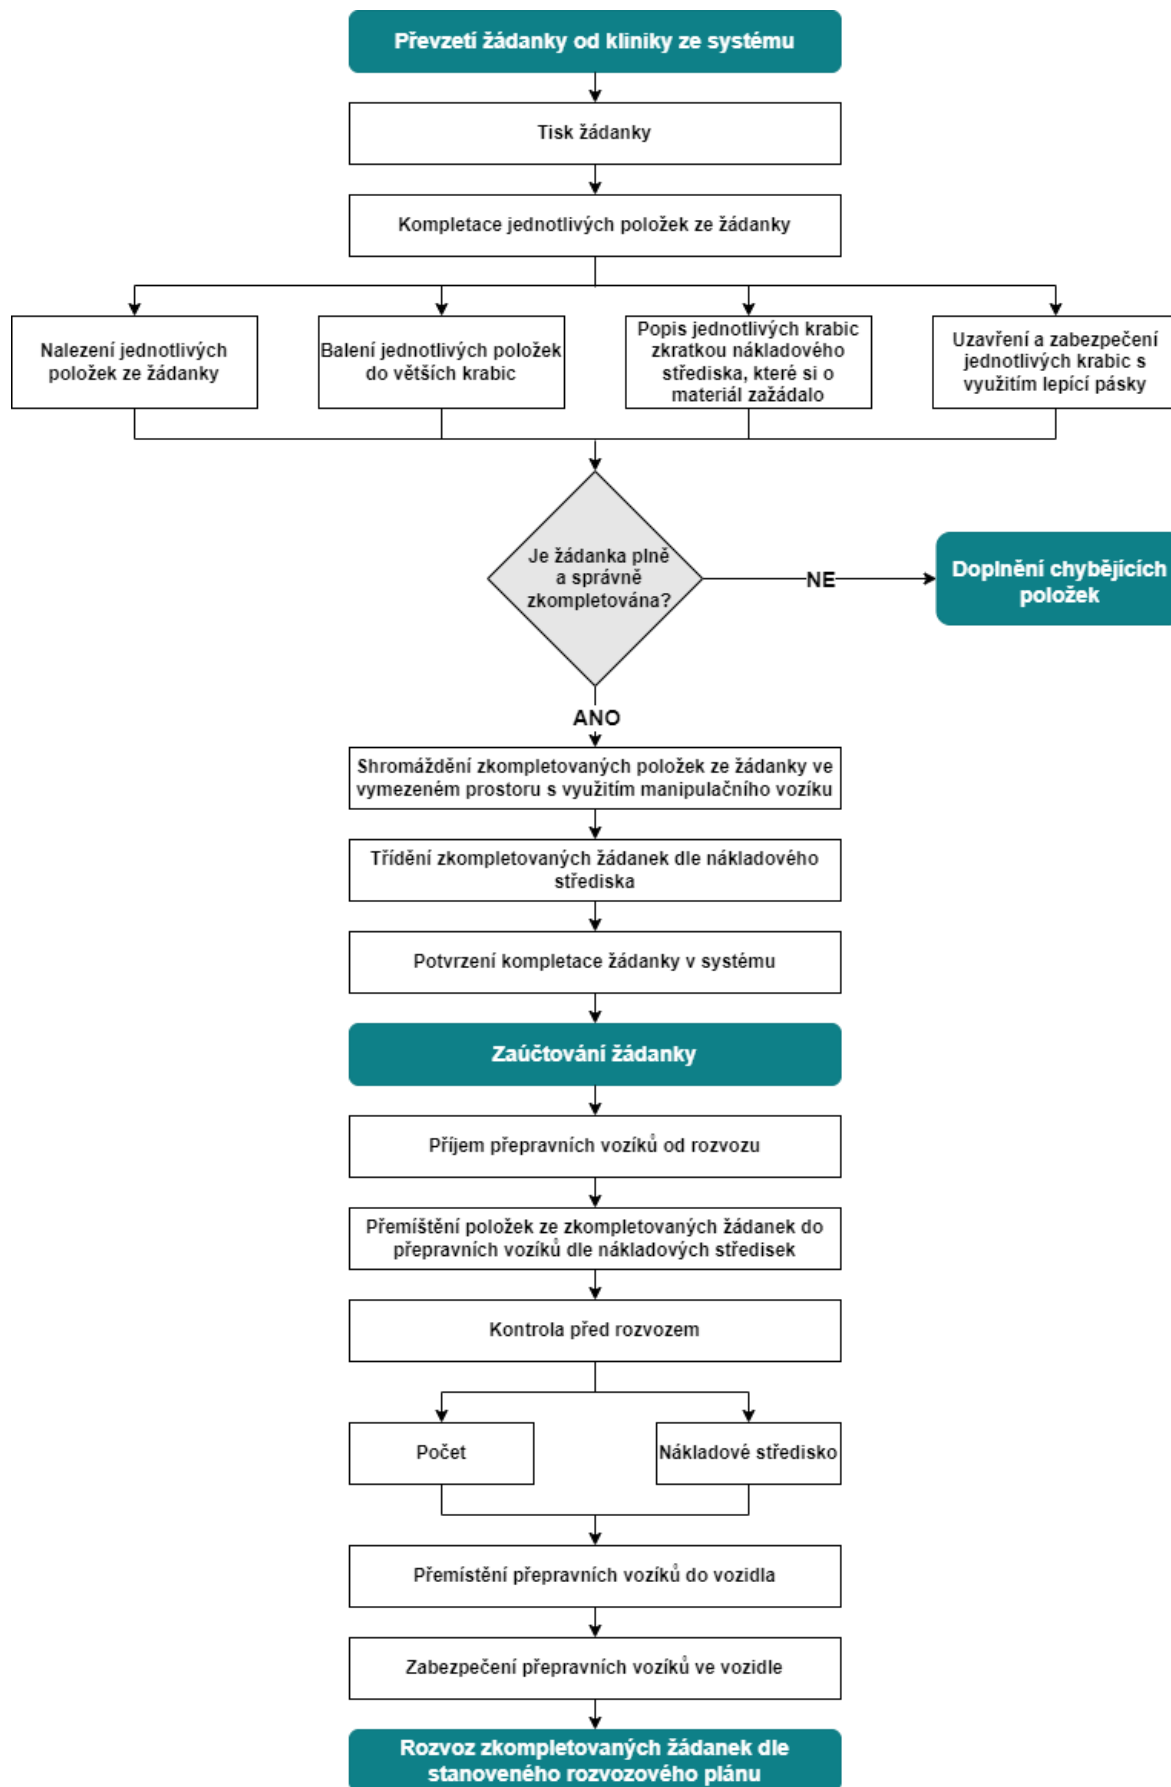 Převzetí žádanky od kliniky ze systému
Tisk žádanky
Kompletace jednotlivých položek ze žádanky
Nalezení jednotlivých
položek ze žádanky
Balení jednotlivých položek
do větších krabic
Popis jednotlivých krabic
zkratkou nákladového
střediska, které si o
materiál zažádalo
Uzavření a zabezpečení
jednotlivých krabic s
využitím lepící pásky
Je žádanka plně
a správně
zkompletována?
NE
Doplnění chybějících
položek
ANO
Shromáždění zkompletovaných položek ze žádanky ve
vymezeném prostoru s využitím manipulačního vozíku
Třídění zkompletovaných žádanek dle nákladového
střediska
Potvrzení kompletace žádanky v systému
Zaúčtování žádanky
Příjem přepravních vozíků od rozvozu
Přemíštění položek ze zkompletovaných žádanek do
přepravních vozíků dle nákladových středisek
Kontrola před rozvozem
Počet
Nákladové středisko
Přemístění přepravních vozíků do vozidla
Zabezpečení přepravních vozíků ve vozidle
Rozvoz zkompletovaných žádanek dle
stanoveného rozvozového plánu